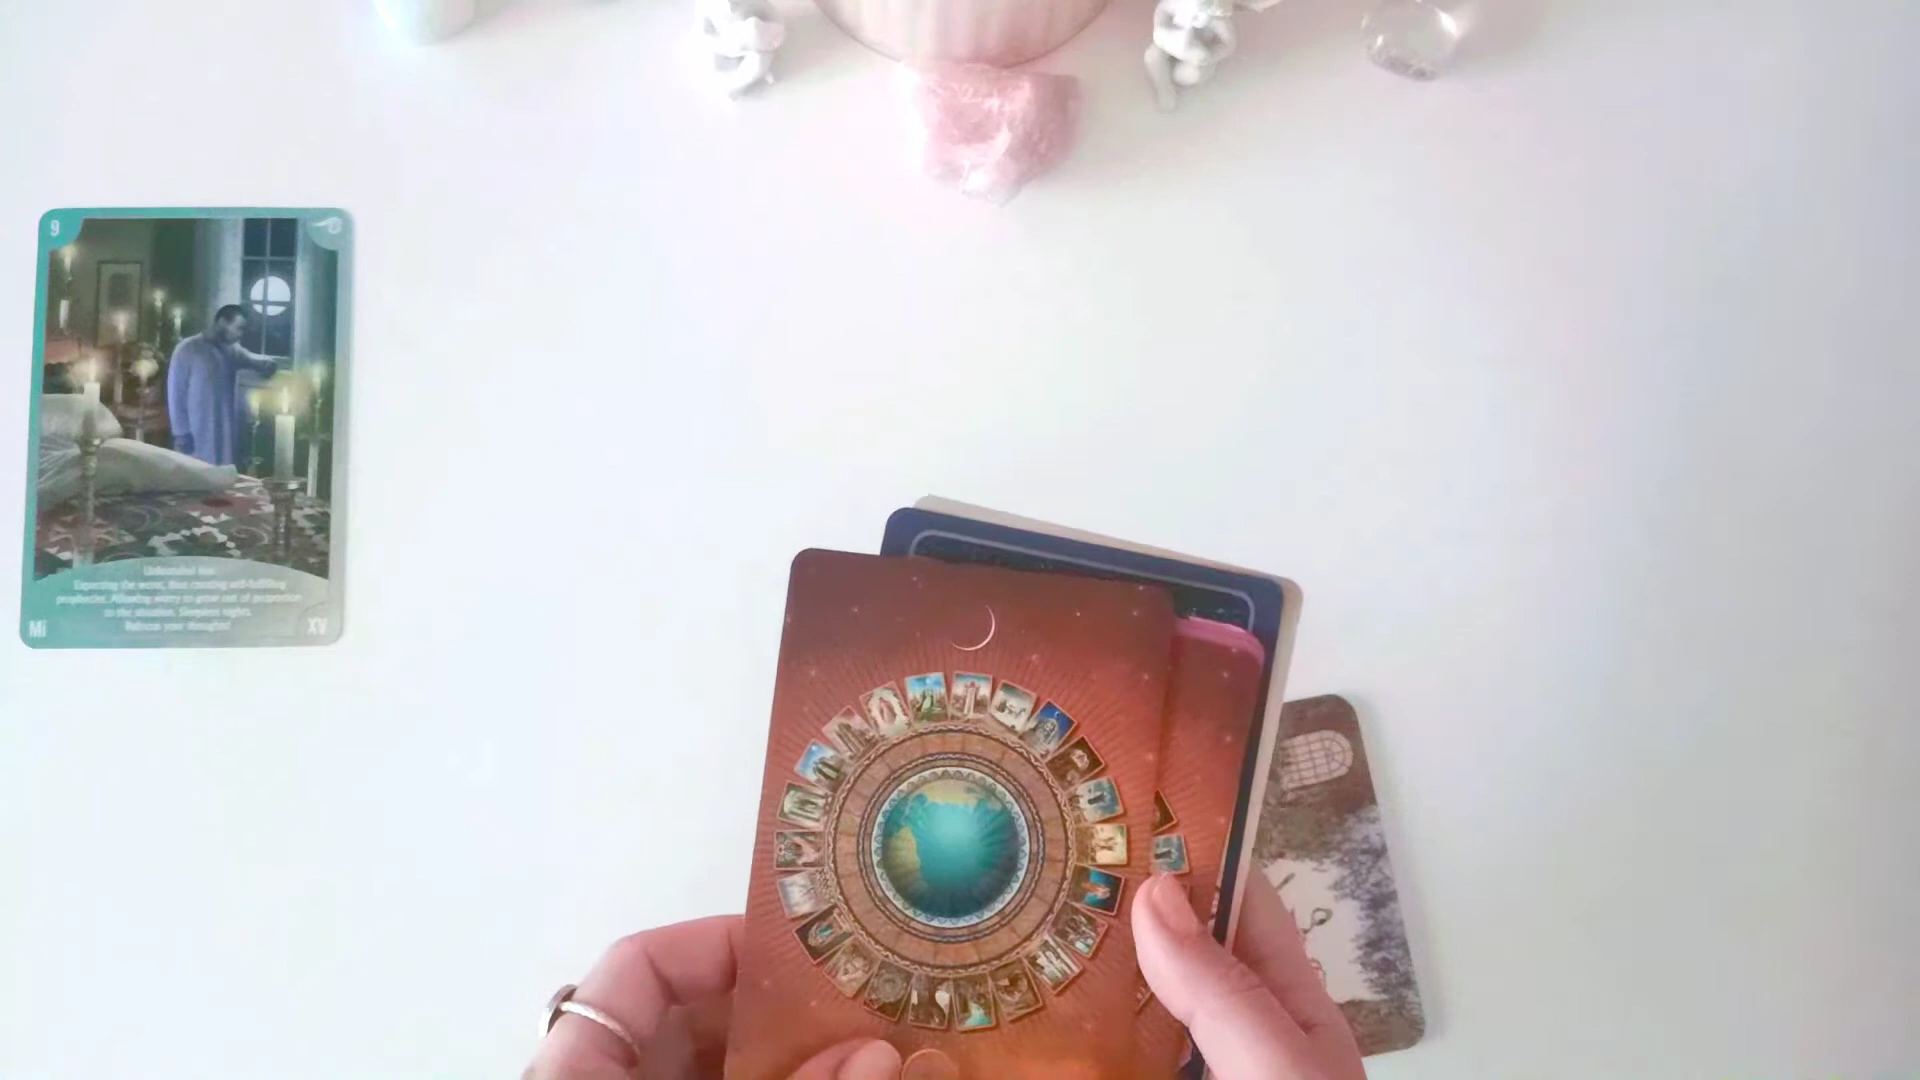 9
Unfounded fear.
Expecting the worst, thus creating self-fulfilling
prophecies. Allowing worry to grow out of proportion
to the situation. Sleepless nights.
Refocus your thoughts!
Mi
XV